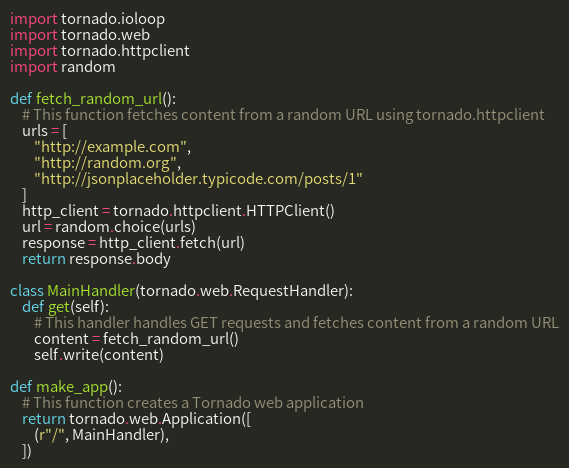 import tornado.ioloop
import tornado.web
import tornado.httpclient
import random

def fetch_random_url():
    # This function fetches content from a random URL using tornado.httpclient
    urls = [
        "http://example.com",
        "http://random.org",
        "http://jsonplaceholder.typicode.com/posts/1"
    ]
    http_client = tornado.httpclient.HTTPClient()
    url = random.choice(urls)
    response = http_client.fetch(url)
    return response.body

class MainHandler(tornado.web.RequestHandler):
    def get(self):
        # This handler handles GET requests and fetches content from a random URL
        content = fetch_random_url()
        self.write(content)

def make_app():
    # This function creates a Tornado web application
    return tornado.web.Application([
        (r"/", MainHandler),
    ])